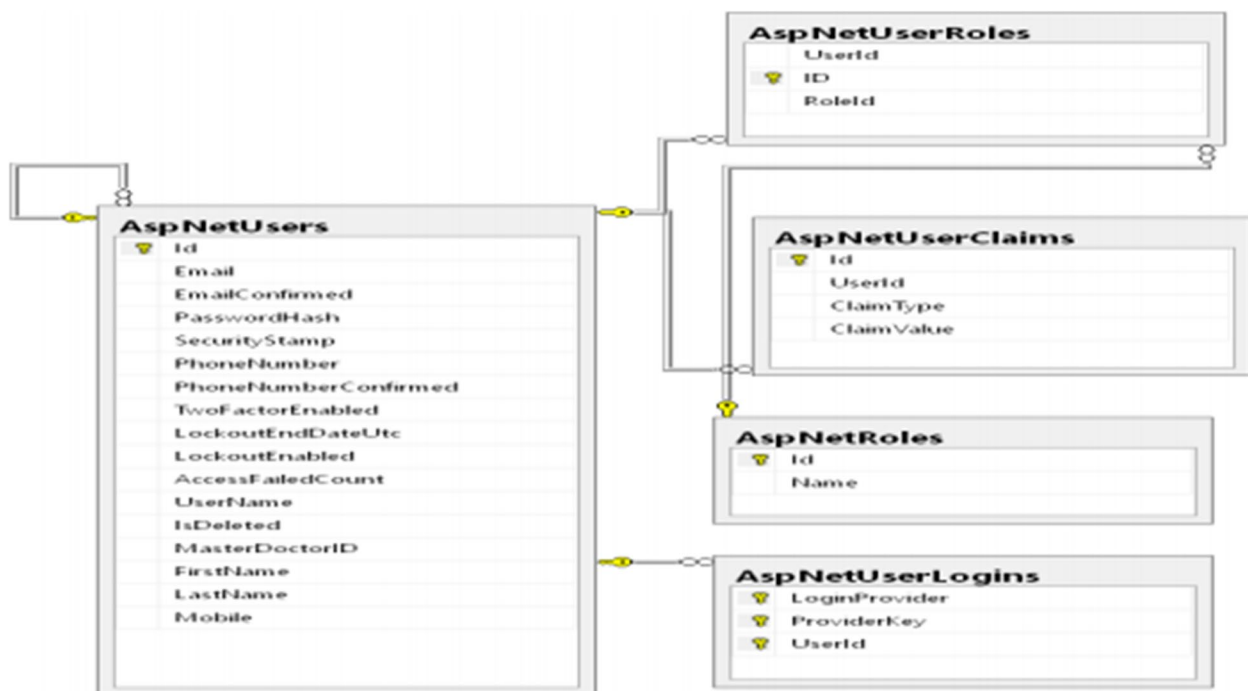 AspNetUserRoles
UserId
ID
RoleId
AspNetUsers
Id
Email
EmailConfirmed
PasswordHash
SecurityStamp
PhoneNumber
PhoneNumberConfirmed
TwoFactorEnabled
LockoutEndDateUtc
LockoutEnabled
AccessFailedCount
UserName
IsDeleted
MasterDoctorID
FirstName
LastName
Mobile
AspNetUserClaims
Id
UserId
ClaimType
ClaimValue
AspNetRoles
Id
Name
AspNetUserLogins
LoginProvider
ProviderKey
UserId